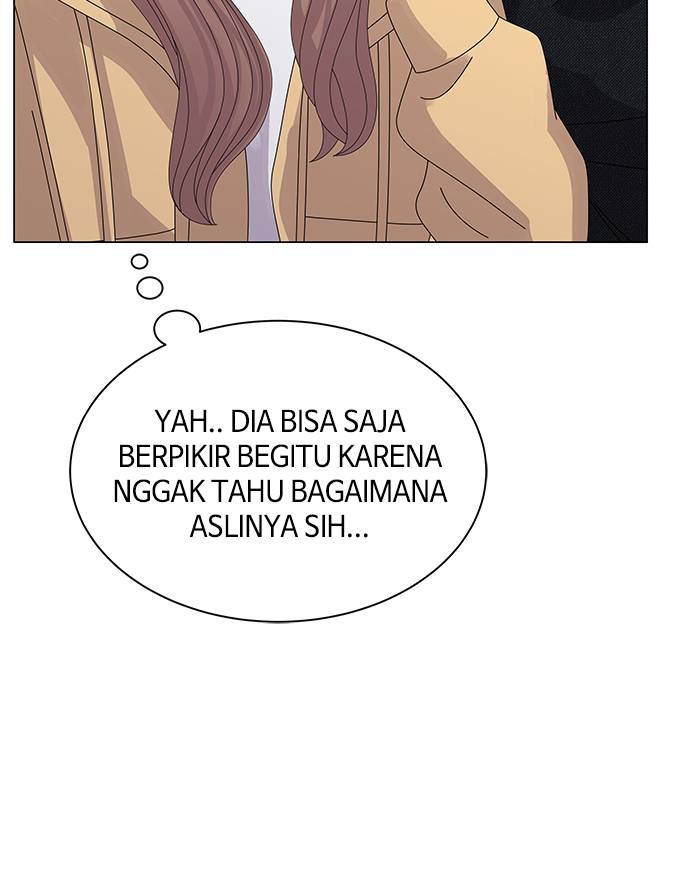 YAH.. DIA BISA SAJA
BERPIKIR BEGITU KARENA
NGGAK TAHU BAGAIMANA
ASLINYA SIH...